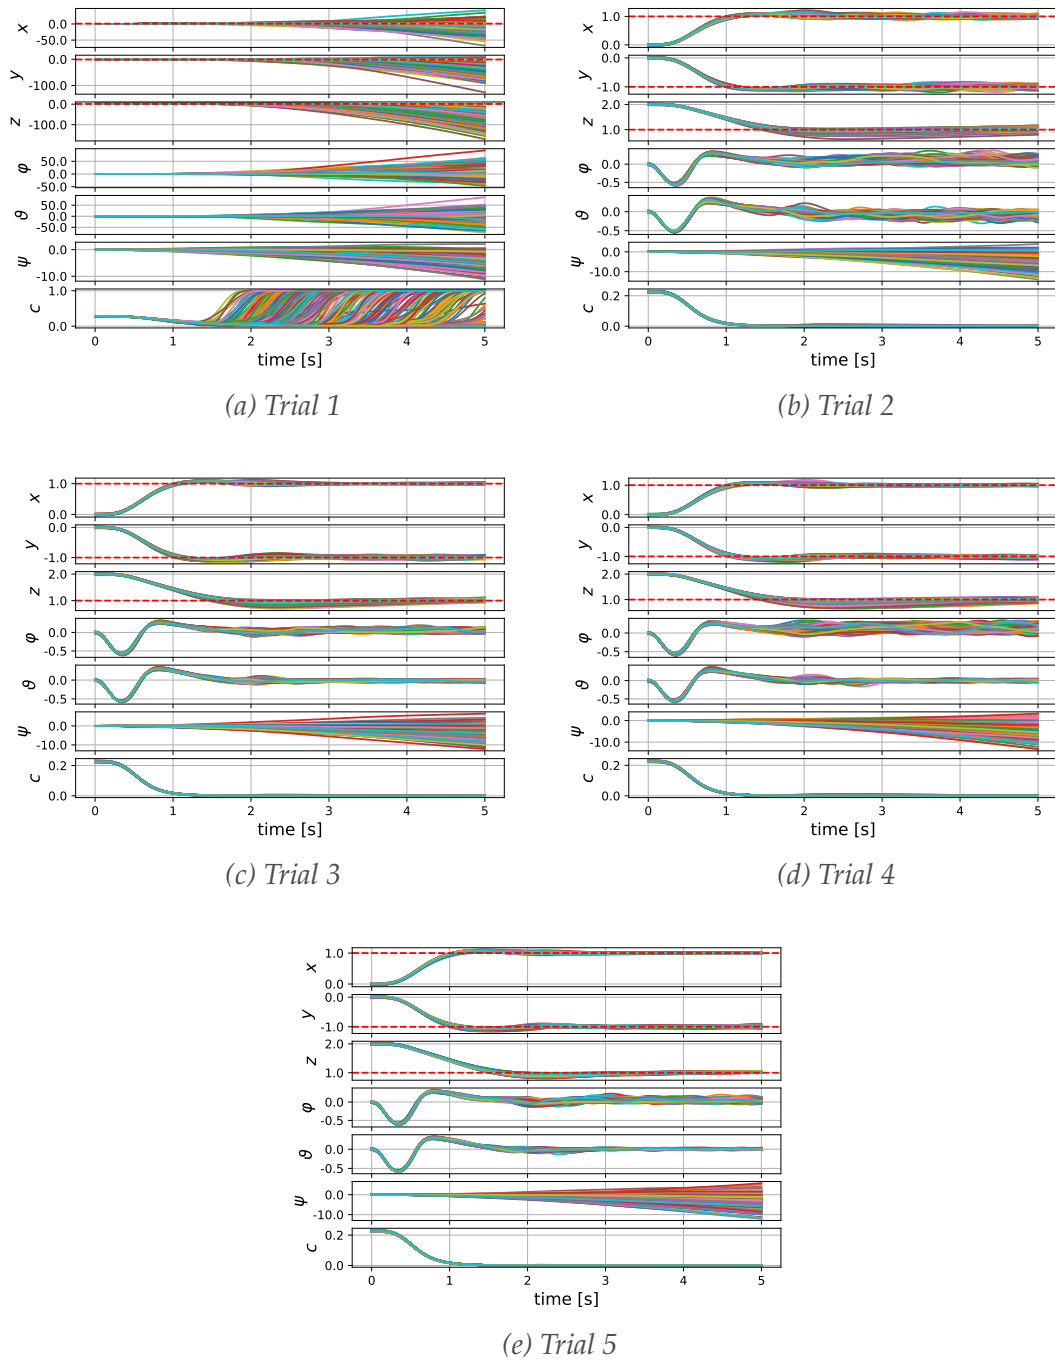 x
0.0
-50.0
y
0.0
-100.0
z
0.0
-100.0
φ
50.0
0.0
-50.0
ϑ
50.0
0.0
-50.0
ψ
0.0
-10.0
c
1.0
0.0
0 1 2 3 4 5
time [s]
(a) Trial 1
x
1.0
0.0
y
0.0
-1.0
z
2.0
1.0
φ
0.0
-0.5
ϑ
0.0
-0.5
ψ
0.0
-10.0
c
0.2
0.0
0 1 2 3 4 5
time [s]
(b) Trial 2
x
1.0
0.0
y
0.0
-1.0
z
2.0
1.0
φ
0.0
-0.5
ϑ
0.0
-0.5
ψ
0.0
-10.0
c
0.2
0.0
0 1 2 3 4 5
time [s]
(c) Trial 3
x
1.0
0.0
y
0.0
-1.0
z
2.0
1.0
φ
0.0
-0.5
ϑ
0.0
-0.5
ψ
0.0
-10.0
c
0.2
0.0
0 1 2 3 4 5
time [s]
(d) Trial 4
x
1.0
0.0
y
0.0
-1.0
z
2.0
1.0
φ
0.0
-0.5
ϑ
0.0
-0.5
ψ
0.0
-10.0
c
0.2
0.0
0 1 2 3 4 5
time [s]
(e) Trial 5